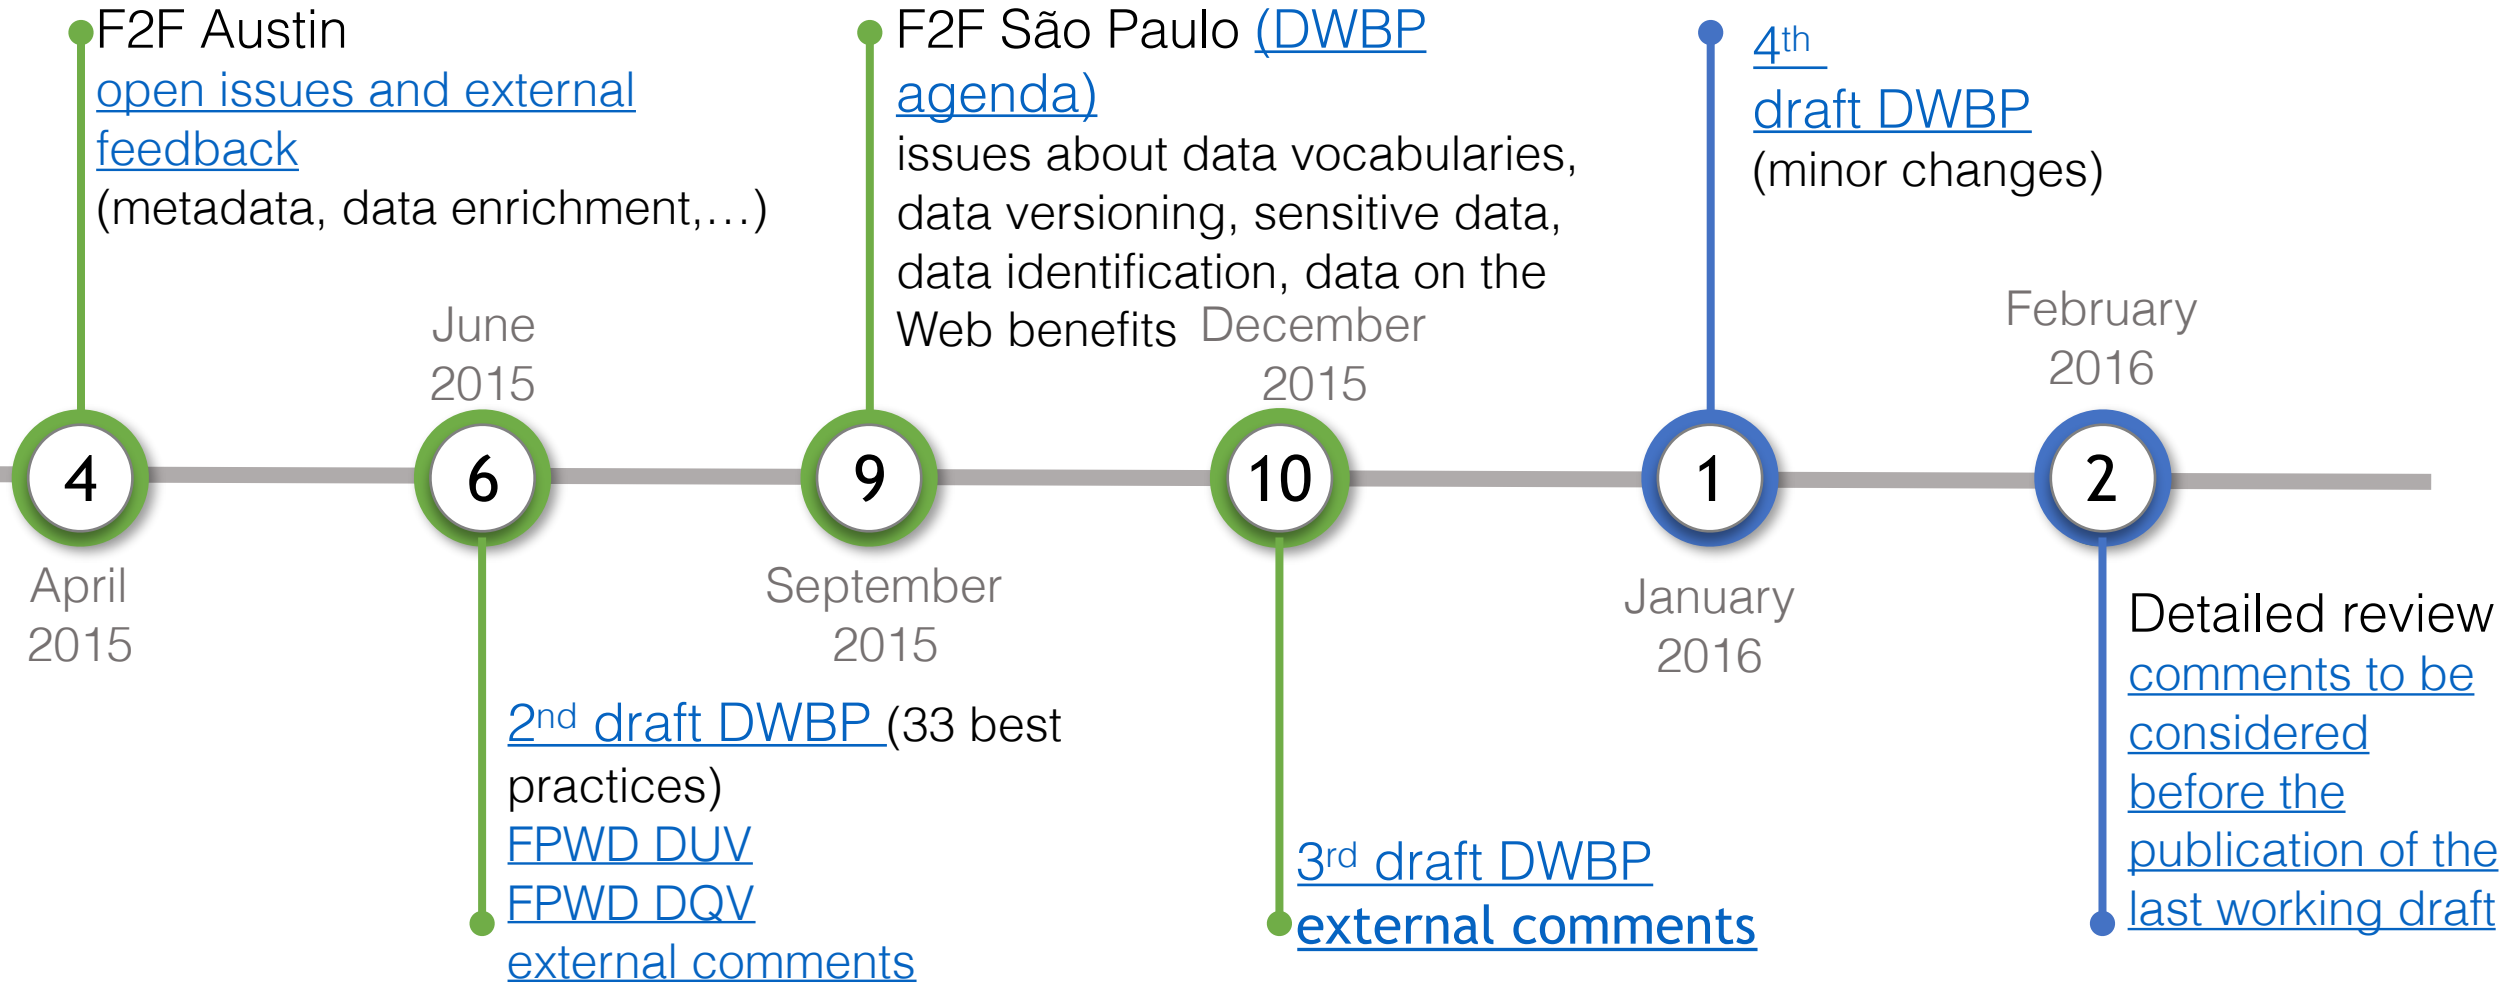 F2F Austin
open issues and external
feedback
(metadata, data enrichment,…)
F2F São Paulo (DWBP
agenda)
issues about data vocabularies,
data versioning, sensitive data,
data identification, data on the
Web benefits
4th
draft DWBP
(minor changes)
June
2015
December
2015
February
2016
4
6
9
10
1
2
April
2015
September
2015
January
2016
2nd draft DWBP (33 best
practices)
FPWD DUV
FPWD DQV
external comments
3rd draft DWBP
external comments
Detailed review
comments to be
considered
before the
publication of the
last working draft